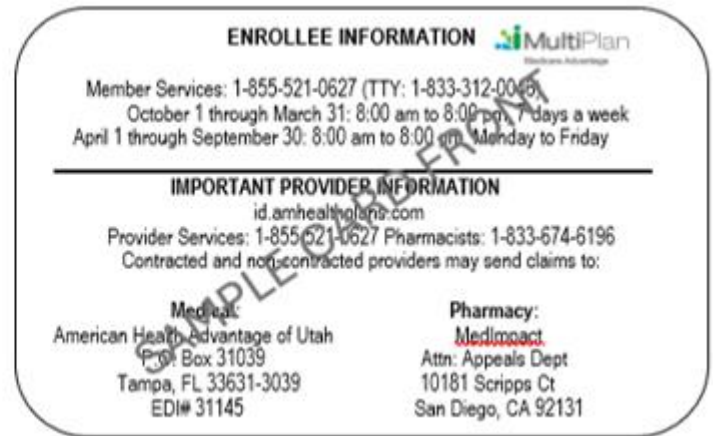 ENROLLEE INFORMATION
MultiPlan
Medicare Advantage
Member Services: 1-855-521-0627 (TTY: 1-833-312-0046)
October 1 through March 31: 8:00 am to 8:00 pm, 7 days a week
April 1 through September 30: 8:00 am to 8:00 pm, Monday to Friday
IMPORTANT PROVIDER INFORMATION
id.amhealthplans.com
Provider Services: 1-855-521-0627 Pharmacists: 1-833-674-6196
Contracted and non-contracted providers may send claims to:
Medical:
American Health Advantage of Utah
P.O. Box 31039
Tampa, FL 33631-3039
EDI# 31145
Pharmacy:
MedImpact
Attn: Appeals Dept
10181 Scripps Ct
San Diego, CA 92131
SAMPLE CARD FRONT